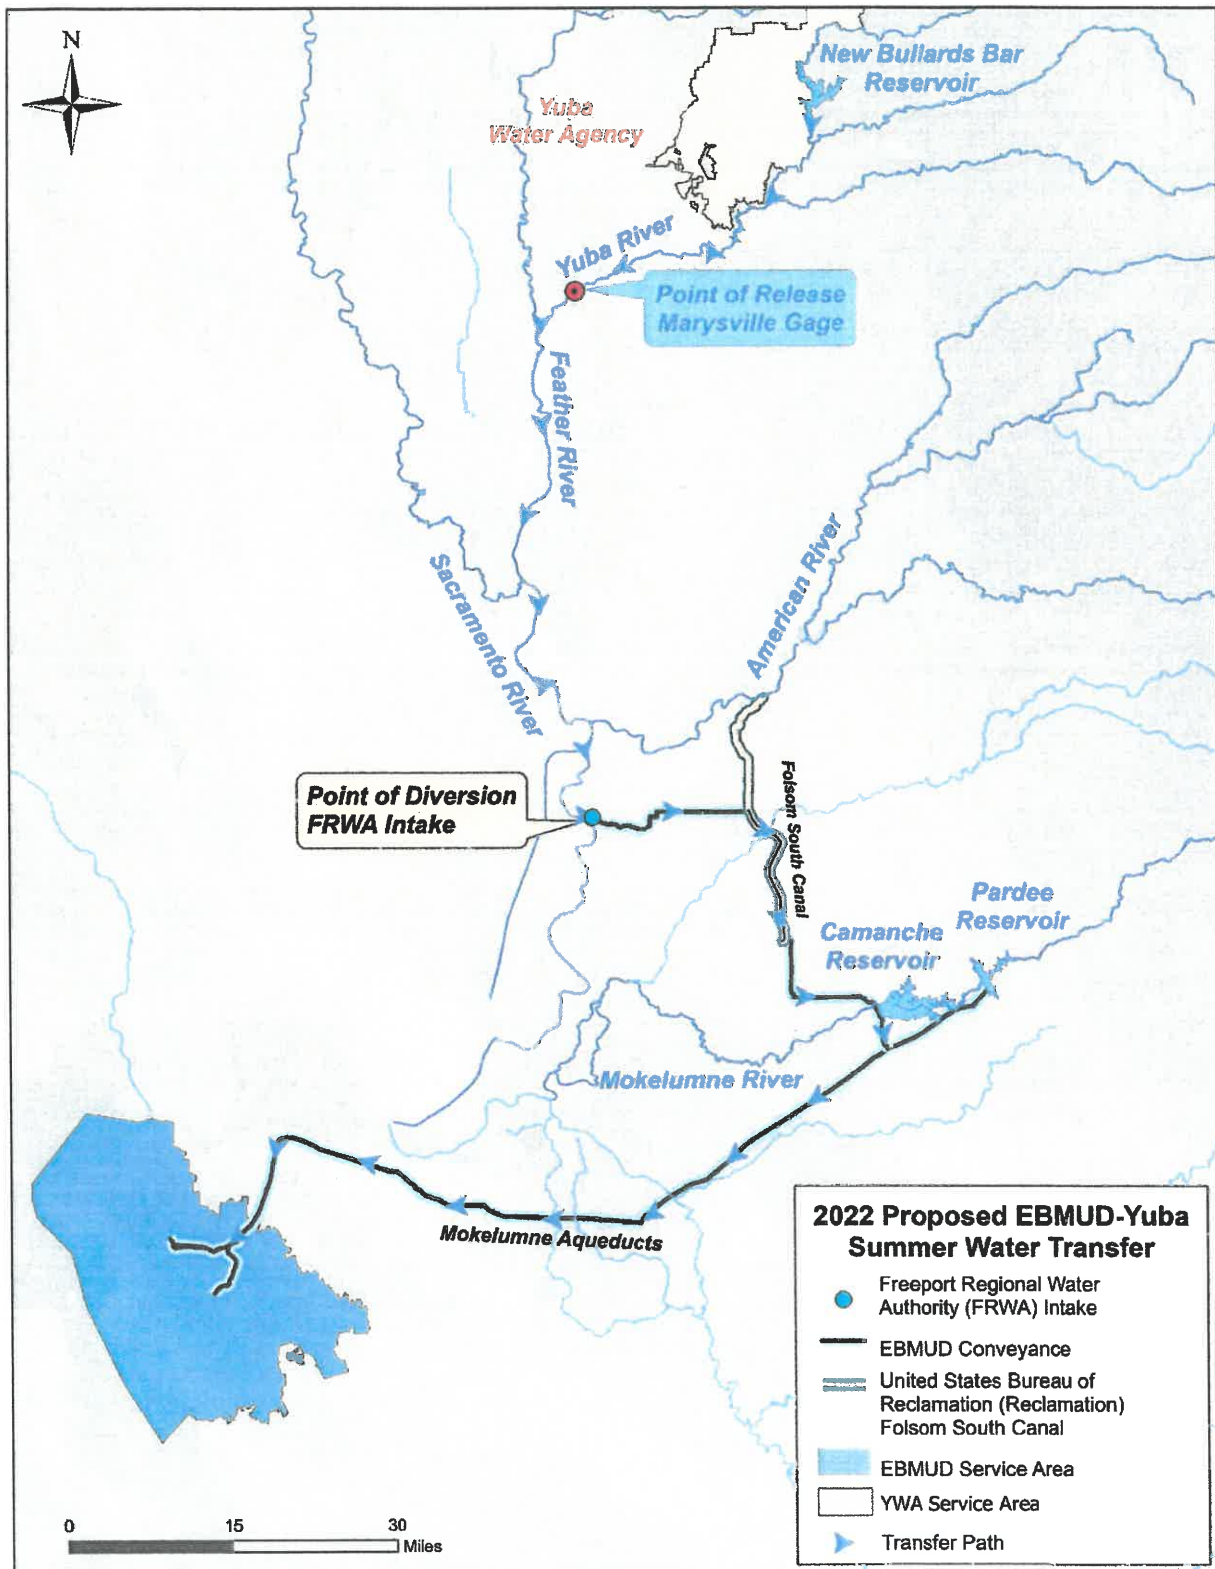 N
New Bullards Bar
Reservoir
Yuba
Water Agency
Yuba River
Point of Release
Marysville Gage
Feather River
Sacramento River
American River
Point of Diversion
FRWA Intake
Folsom South Canal
Pardee
Reservoir
Camanche
Reservoir
Mokelumne River
Mokelumne Aqueducts
2022 Proposed EBMUD-Yuba
Summer Water Transfer
Freeport Regional Water
Authority (FRWA) Intake
EBMUD Conveyance
United States Bureau of
Reclamation (Reclamation)
Folsom South Canal
EBMUD Service Area
YWA Service Area
Transfer Path
0 15 30
Miles